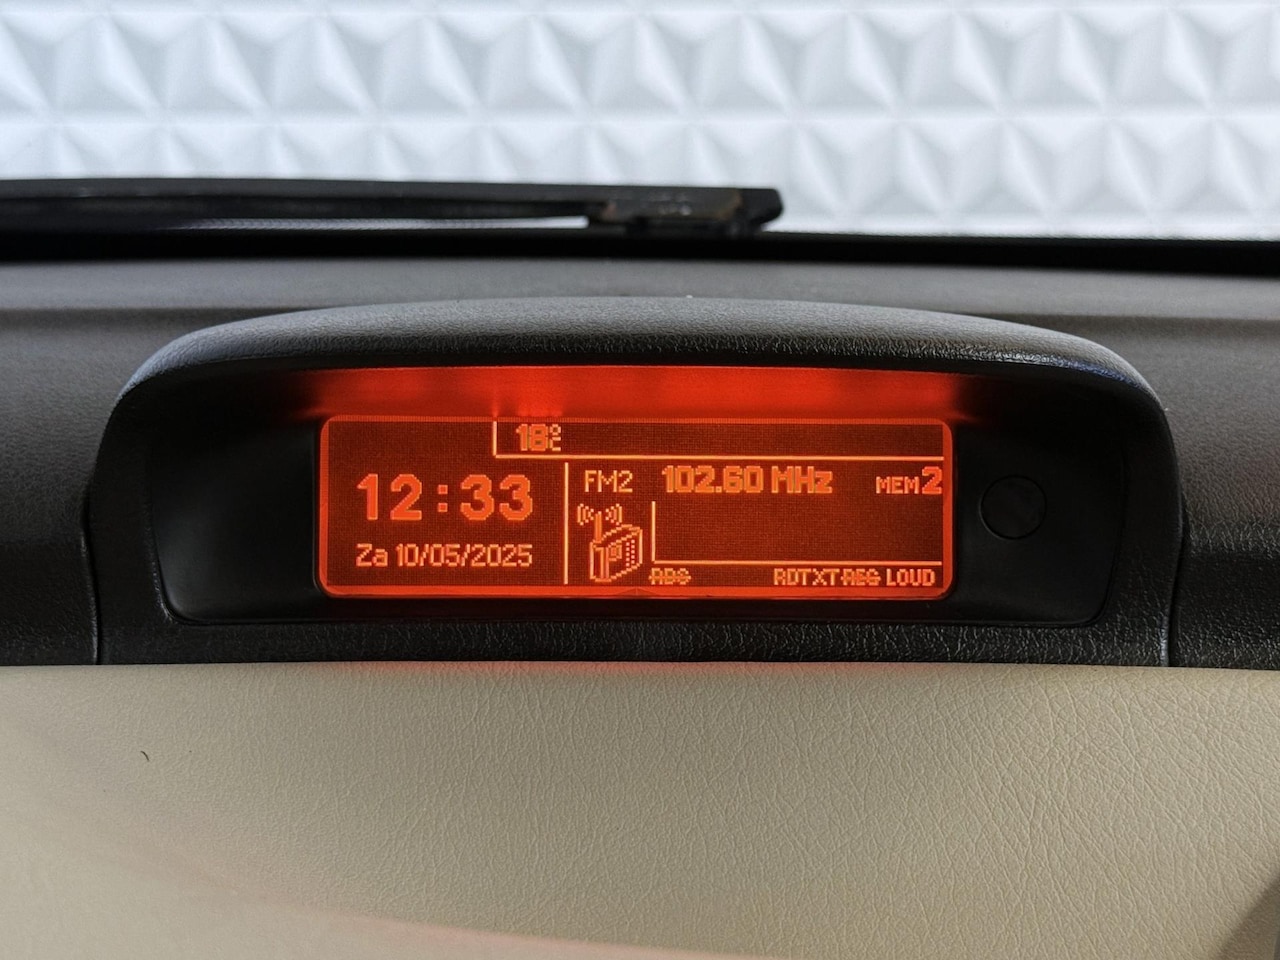 18°C
12:33
Za 10/05/2025
FM2 102.60 MHz MEM2
RDS RDTXT REG LOUD